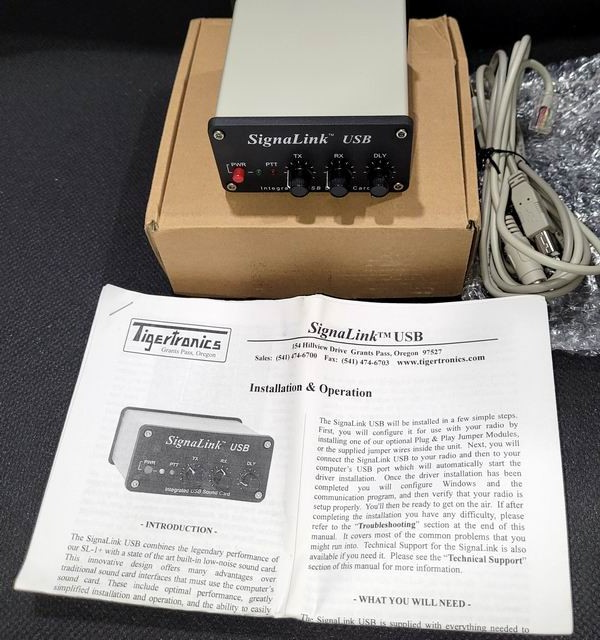 SignaLink™ USB
TX RX DLY
PWR PTT
Integrated USB Sound Card
Tigertronics
Grants Pass, Oregon
SignaLink™ USB
154 Hillview Drive Grants Pass, Oregon 97527
Sales: (541) 474-6700 Fax: (541) 474-6703 www.tigertronics.com
Installation & Operation
SignaLink™ USB
PWR PTT TX RX DLY
Integrated USB Sound Card
- INTRODUCTION -
The SignaLink USB combines the legendary performance of
our SL-1+ with a state of the art built-in low-noise sound card.
This innovative design offers many advantages over
traditional sound card interfaces that must use the computer's
sound card. These include optimal performance, greatly
simplified installation and operation, and the ability to easily
The SignaLink USB will be installed in a few simple steps.
First, you will configure it for use with your radio by
installing one of our optional Plug & Play Jumper Modules,
or the supplied jumper wires inside the unit. Next, you will
connect the SignaLink USB to your radio and then to your
computer's USB port which will automatically start the
driver installation. Once the driver installation has been
completed you will configure Windows and the
communication program, and then verify that your radio is
setup properly. You'll then be ready to get on the air. If after
completing the installation you have any difficulty, please
refer to the "Troubleshooting" section at the end of this
manual. It covers most of the common problems that you
might run into. Technical Support for the SignaLink is also
available if you need it. Please see the "Technical Support"
section of this manual for more information.
- WHAT YOU WILL NEED -
The SignaLink USB is supplied with everything needed to